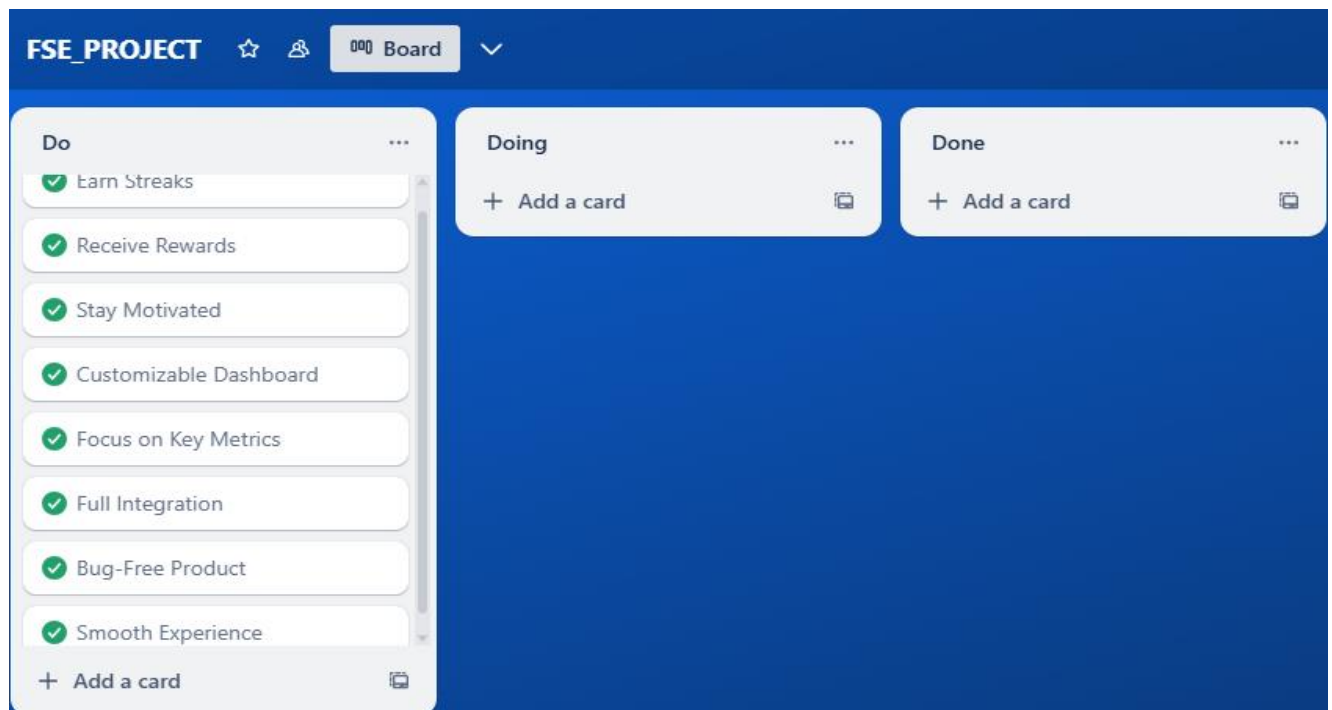 FSE_PROJECT Board
Do
Earn Streaks
Receive Rewards
Stay Motivated
Customizable Dashboard
Focus on Key Metrics
Full Integration
Bug-Free Product
Smooth Experience
+ Add a card
Doing
+ Add a card
Done
+ Add a card